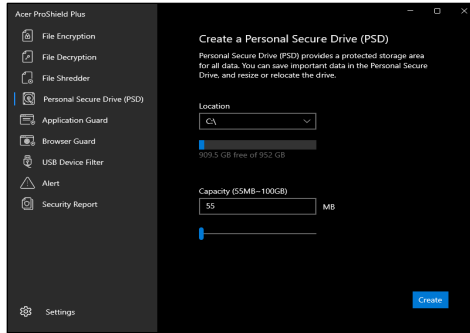 Acer ProShield Plus
File Encryption
File Decryption
File Shredder
Personal Secure Drive (PSD)
Application Guard
Browser Guard
USB Device Filter
Alert
Security Report
Settings
Create a Personal Secure Drive (PSD)
Personal Secure Drive (PSD) provides a protected storage area
for all data. You can save important data in the Personal Secure
Drive, and resize or relocate the drive.
Location
C:\
909.5 GB free of 952 GB
Capacity (55MB~100GB)
55 MB
Create